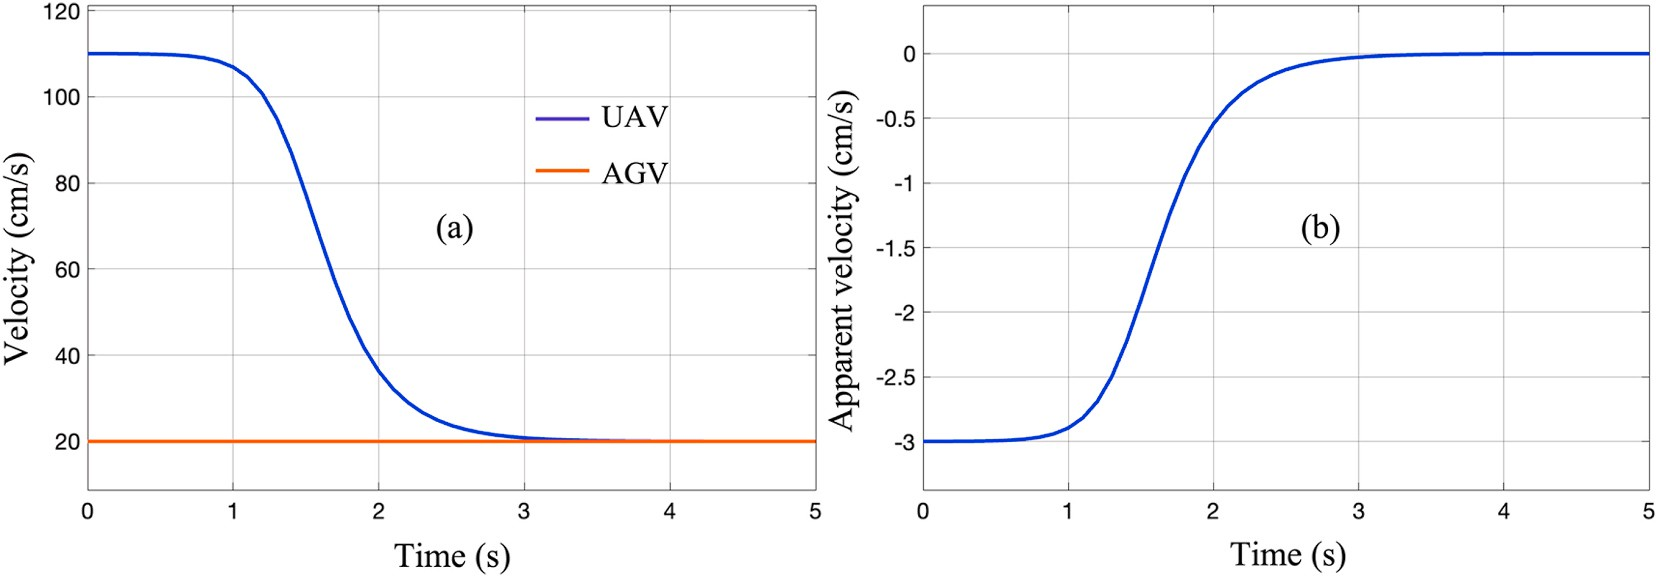 120
100
80
60
40
20
0 1 2 3 4 5
Velocity (cm/s)
Time (s)
UAV
AGV
(a)
0
-0.5
-1
-1.5
-2
-2.5
-3
0 1 2 3 4 5
Apparent velocity (cm/s)
Time (s)
(b)